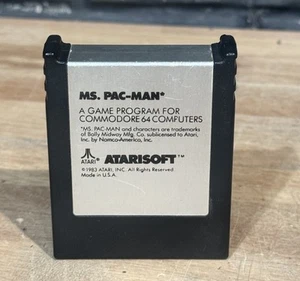 MS. PAC-MAN*
A GAME PROGRAM FOR
COMMODORE 64 COMPUTERS
*MS. PAC-MAN and characters are trademarks
of Bally Midway Mfg. Co. sublicensed to Atari,
Inc. by Namco-America, Inc.
ATARI® ATARISOFT™
©1983 ATARI, INC. All Rights Reserved
Made in U.S.A.